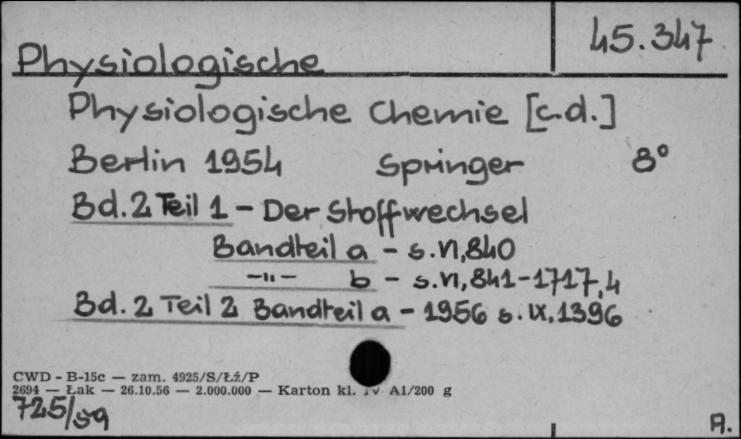 45.347
Physiologische
Physiologische Chemie [c.d.]
Berlin 1954 Springer 8°
Bd.2 Teil 1 - Der Stoffwechsel
Bandteil a - s.VI,840
-"- b - s.VI,841-1717,4
Bd.2 Teil 2 Bandteil a - 1956 s.IX,1396
CWD - B-15c — zam. 4925/S/Łż/P
2694 — Łak — 26.10.56 — 2.000.000 — Karton kl. IV A1/200 g
725/59
A.